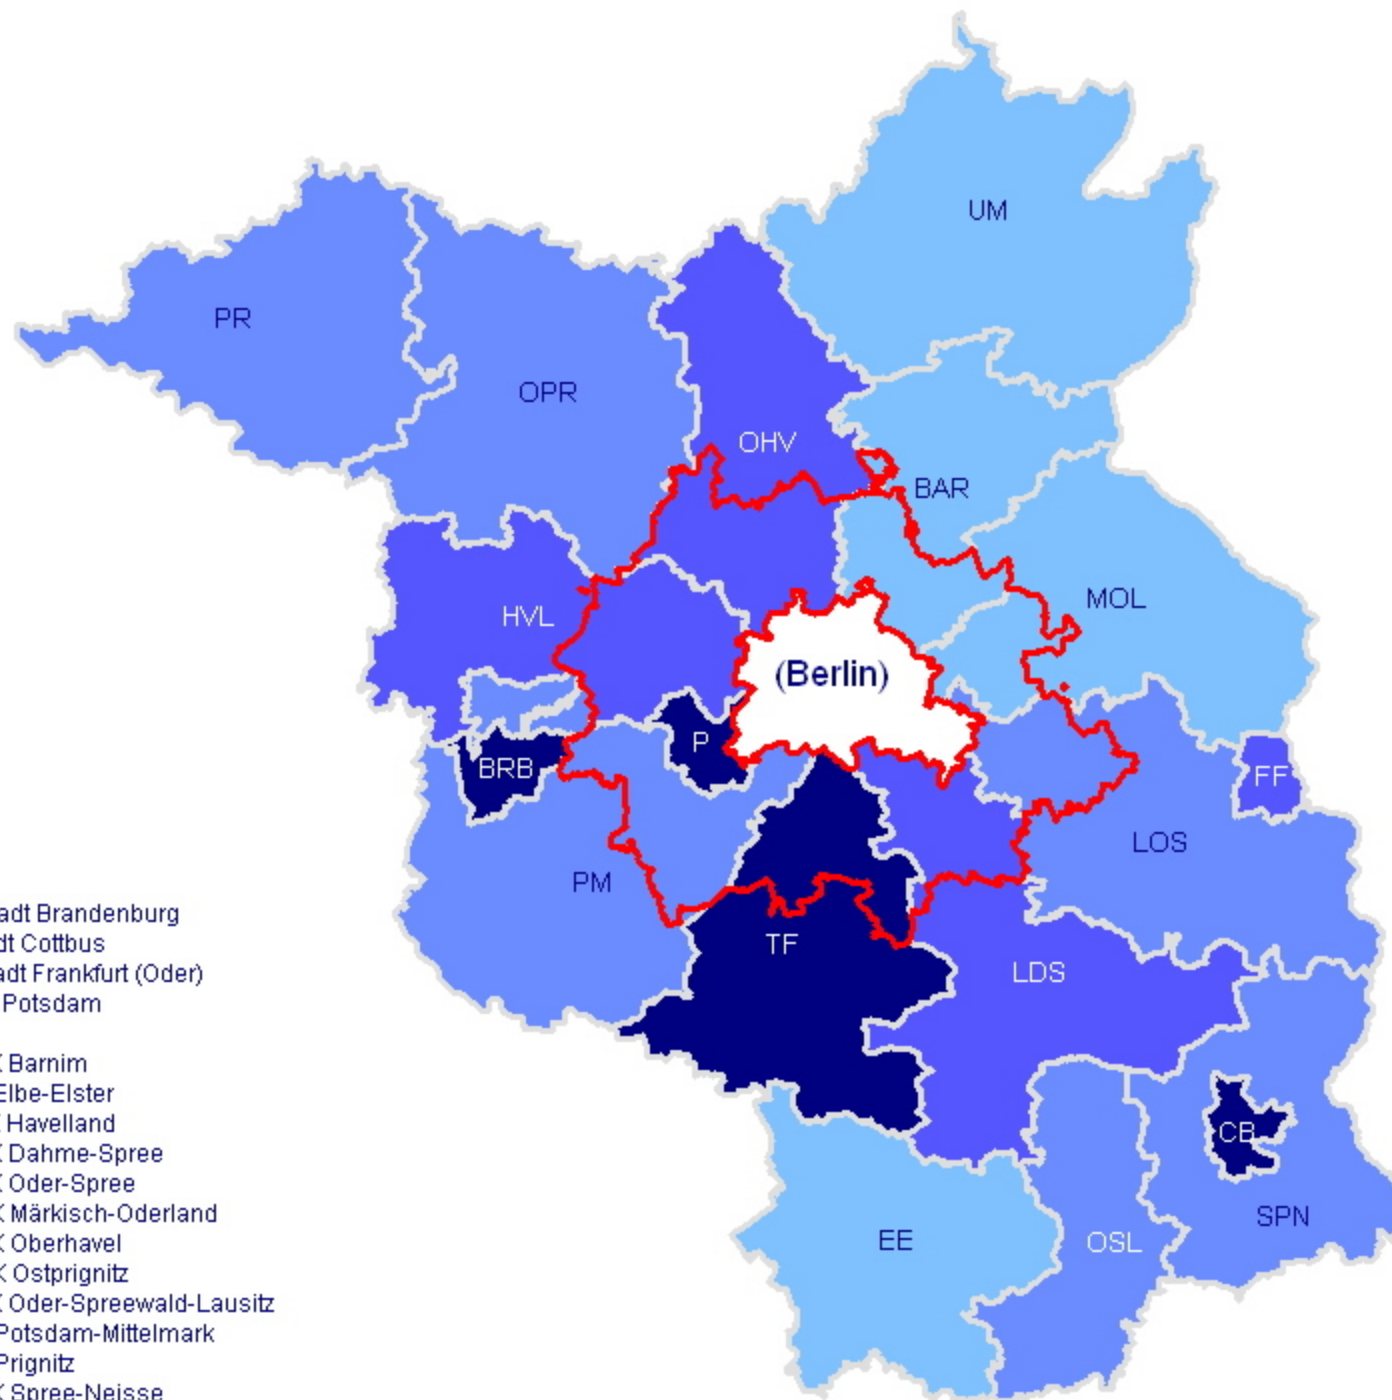 UM
PR
OPR
OHV
BAR
MOL
HVL
(Berlin)
P
BRB
FF
LOS
PM
TF
LDS
CB
SPN
EE
OSL
adt Brandenburg
dt Cottbus
adt Frankfurt (Oder)
Potsdam
K Barnim
Elbe-Elster
K Havelland
K Dahme-Spree
K Oder-Spree
K Märkisch-Oderland
K Oberhavel
K Ostprignitz
K Oder-Spreewald-Lausitz
Potsdam-Mittelmark
Prignitz
K Spree-Neisse